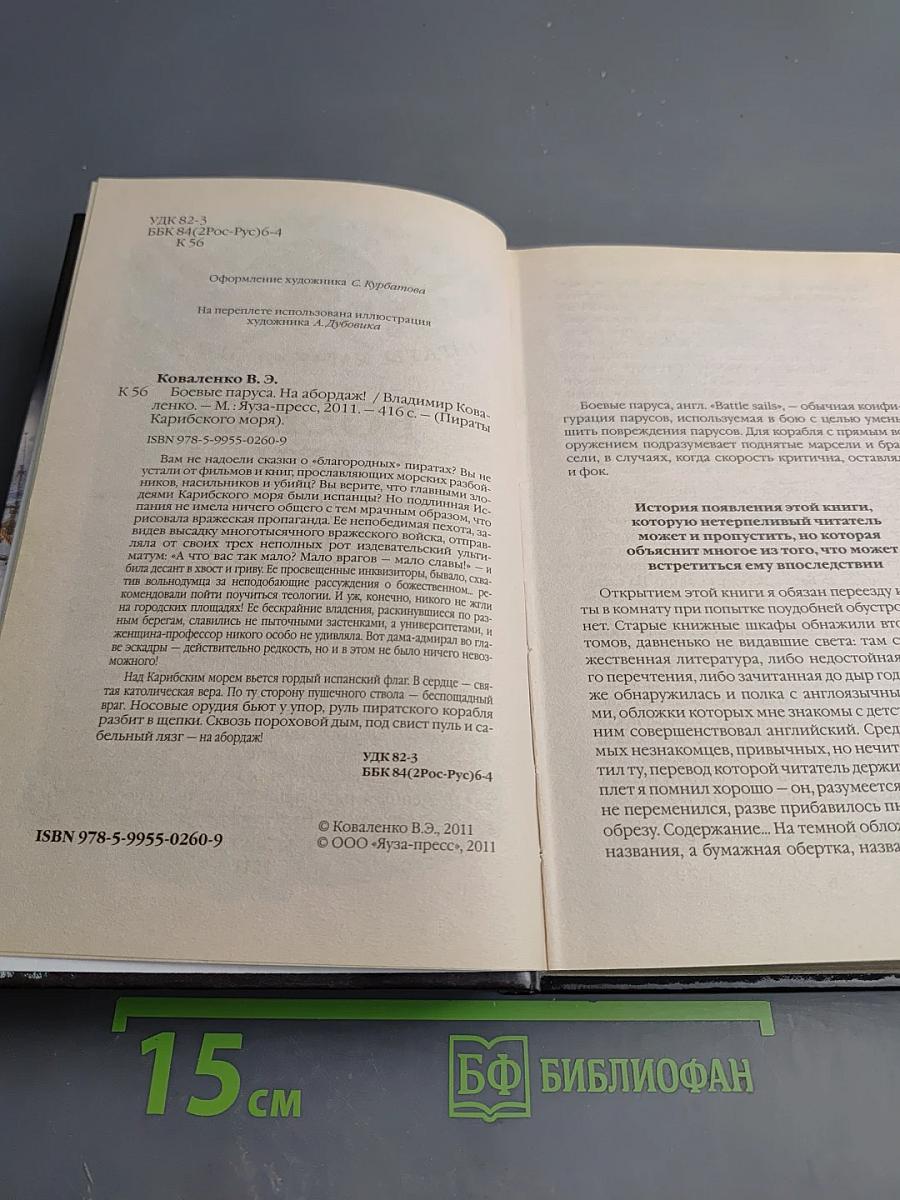 УДК 82-3
ББК 84(2Рос-Рус)6-4
К 56
Оформление художника С. Курбатова
На переплете использована иллюстрация
художника А. Дубовика
Коваленко В. Э.
К 56 Боевые паруса. На абордаж! / Владимир Кова-
ленко. — М. : Яуза-пресс, 2011. — 416 с. — (Пираты
Карибского моря).
ISBN 978-5-9955-0260-9
Вам не надоели сказки о «благородных» пиратах? Вы не
устали от фильмов и книг, прославляющих морских разбой-
ников, насильников и убийц? Вы верите, что главными зло-
деями Карибского моря были испанцы? Но подлинная Ис-
пания не имела ничего общего с тем мрачным образом, что
рисовала вражеская пропаганда. Ее непобедимая пехота, за-
видев высадку многотысячного вражеского войска, отправ-
ляла от своих трех неполных рот издевательский ульти-
матум: «А что вас так мало? Мало врагов — мало славы!» — и
била десант в хвост и гриву. Ее просвещенные инквизиторы, бывало, схва-
тив вольнодумца за неподобающие рассуждения о божественном... ре-
комендовали пойти поучиться теологии. И уж, конечно, никого не жгли
на городских площадях! Ее бескрайние владения, раскинувшиеся по раз-
ным берегам, славились не пыточными застенками, а университетами, и
женщина-профессор никого особо не удивляла. Вот дама-адмирал во гла-
ве эскадры — действительно редкость, но и в этом не было ничего невоз-
можного!
Над Карибским морем вьется гордый испанский флаг. В сердце — свя-
тая католическая вера. По ту сторону пушечного ствола — беспощадный
враг. Носовые орудия бьют у упор, руль пиратского корабля
разбит в щепки. Сквозь пороховой дым, под свист пуль и са-
бельный лязг — на абордаж!
УДК 82-3
ББК 84(2Рос-Рус)6-4
ISBN 978-5-9955-0260-9
© Коваленко В.Э., 2011
© ООО «Яуза-пресс», 2011
Боевые паруса, англ. «Battle sails», — обычная конфи-
гурация парусов, используемая в бою с целью умень
шить повреждения парусов. Для корабля с прямым во
оружением подразумевает поднятые марсели и бра
сели, в случаях, когда скорость критична, оставля
и фок.
История появления этой книги,
которую нетерпеливый читатель
может и пропустить, но которая
объяснит многое из того, что может
встретиться ему впоследствии
Открытием этой книги я обязан переезду и
ты в комнату при попытке поудобней обустро
нет. Старые книжные шкафы обнажили вто
томов, давненько не видавшие света: там с
жественная литература, либо недостойная
го перечтения, либо зачитанная до дыр год
же обнаружилась и полка с англоязычны
ми, обложки которых мне знакомы с детс
ним совершенствовал английский. Сред
мых незнакомцев, привычных, но нечит
тил ту, перевод которой читатель держи
плет я помнил хорошо — он, разумеется
не переменился, разве прибавилось пы
обрезу. Содержание... На темной обло
названия, а бумажная обертка, назва
15 см
БФ БИБЛИОФАН